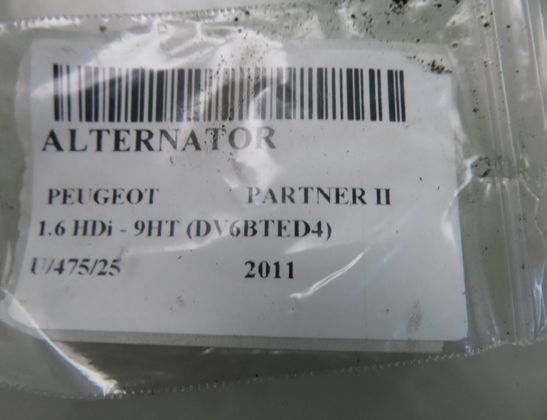 ALTERNATOR
PEUGEOT PARTNER II
1.6 HDi - 9HT (DV6BTED4)
U/475/25 2011